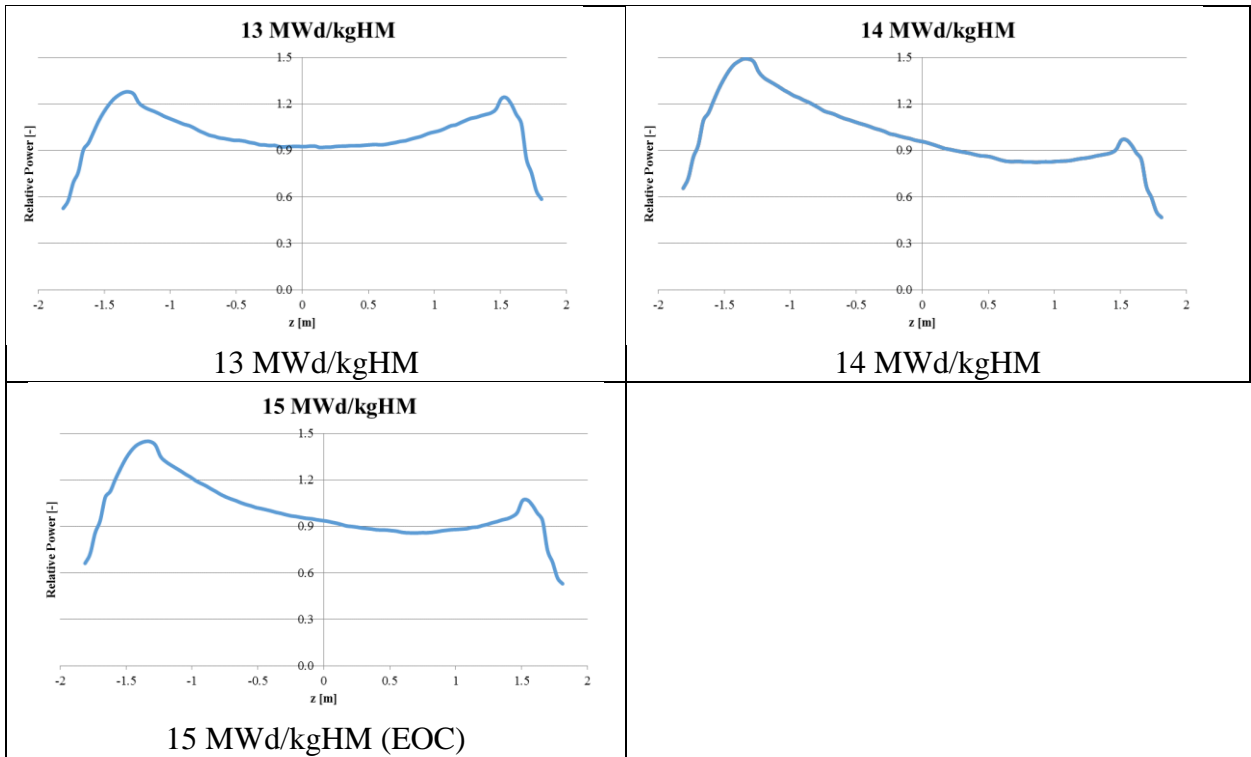 13 MWd/kgHM
1.5
1.2
0.9
0.6
0.3
0.0
Relative Power [-]
-2 -1.5 -1 -0.5 0 0.5 1 1.5 2
z [m]
13 MWd/kgHM
14 MWd/kgHM
1.5
1.2
0.9
0.6
0.3
0.0
Relative Power [-]
-2 -1.5 -1 -0.5 0 0.5 1 1.5 2
z [m]
14 MWd/kgHM
15 MWd/kgHM
1.5
1.2
0.9
0.6
0.3
0.0
Relative Power [-]
-2 -1.5 -1 -0.5 0 0.5 1 1.5 2
z [m]
15 MWd/kgHM (EOC)